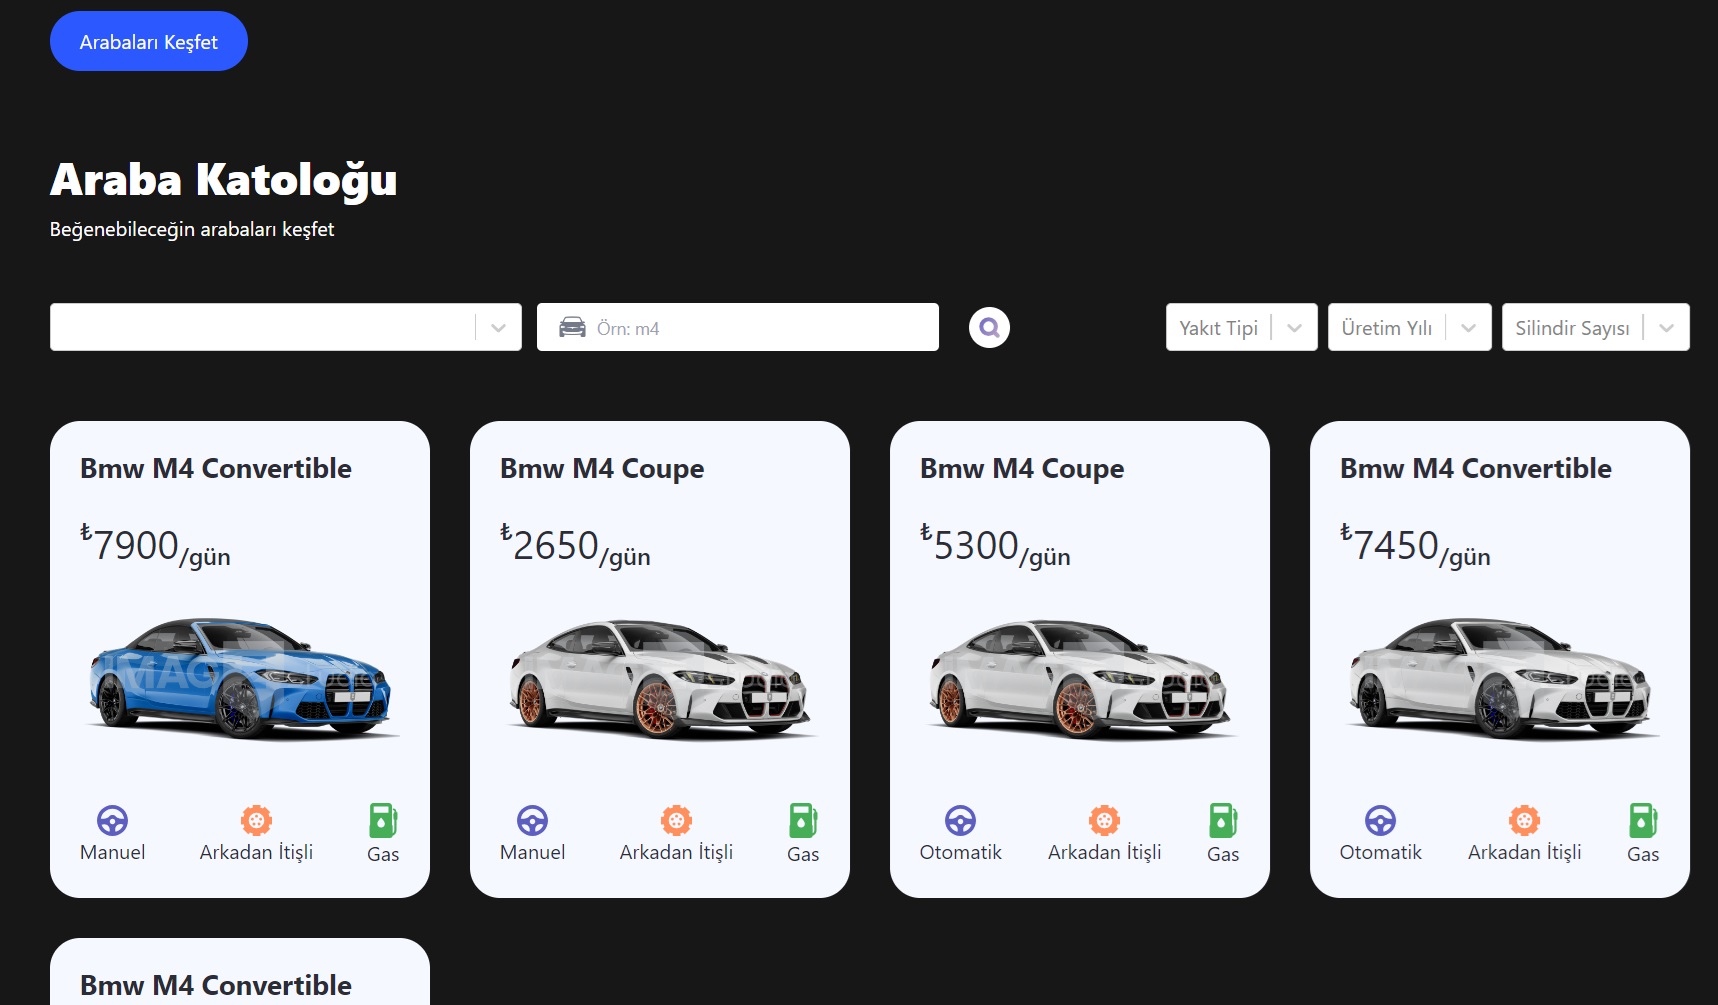 Arabaları Keşfet
Araba Katoloğu
Beğenebileceğin arabaları keşfet
Örn: m4
Yakıt Tipi
Üretim Yılı
Silindir Sayısı
Bmw M4 Convertible
₺7900/gün
Manuel
Arkadan İtişli
Gas
Bmw M4 Coupe
₺2650/gün
Manuel
Arkadan İtişli
Gas
Bmw M4 Coupe
₺5300/gün
Otomatik
Arkadan İtişli
Gas
Bmw M4 Convertible
₺7450/gün
Otomatik
Arkadan İtişli
Gas
Bmw M4 Convertible